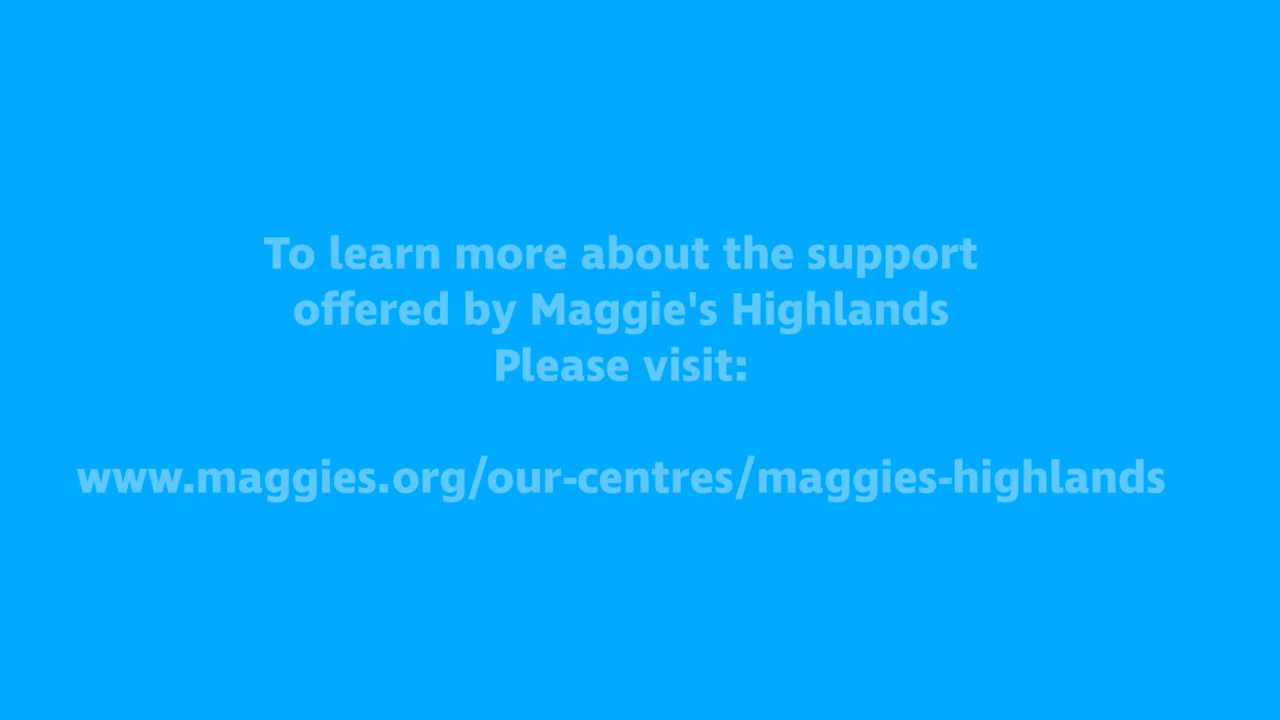 To learn more about the support
offered by Maggie's Highlands
Please visit:
www.maggies.org/our-centres/maggies-highlands